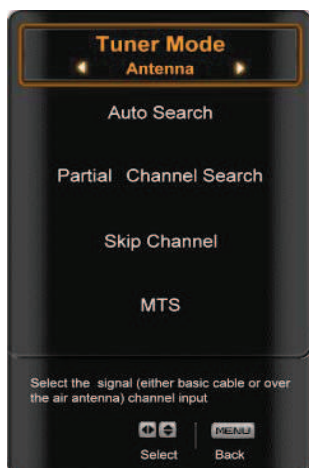 Tuner Mode
Antenna
Auto Search
Partial Channel Search
Skip Channel
MTS
Select the signal (either basic cable or over
the air antenna) channel input
MENU
Select Back